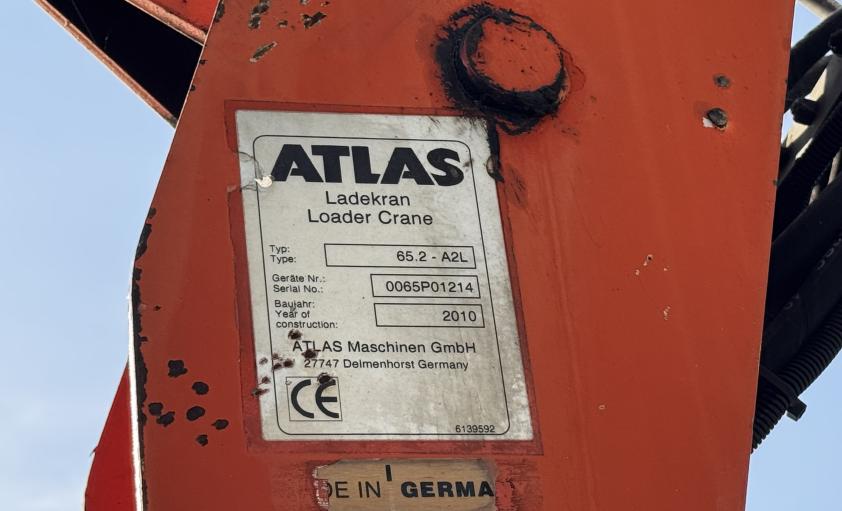 ATLAS
Ladekran
Loader Crane
Typ:
Type:
65.2 - A2L
Geräte Nr.:
Serial No.:
0065P01214
Baujahr:
Year of
construction:
2010
ATLAS Maschinen GmbH
27747 Delmenhorst Germany
CE
6139592
DE IN GERMA